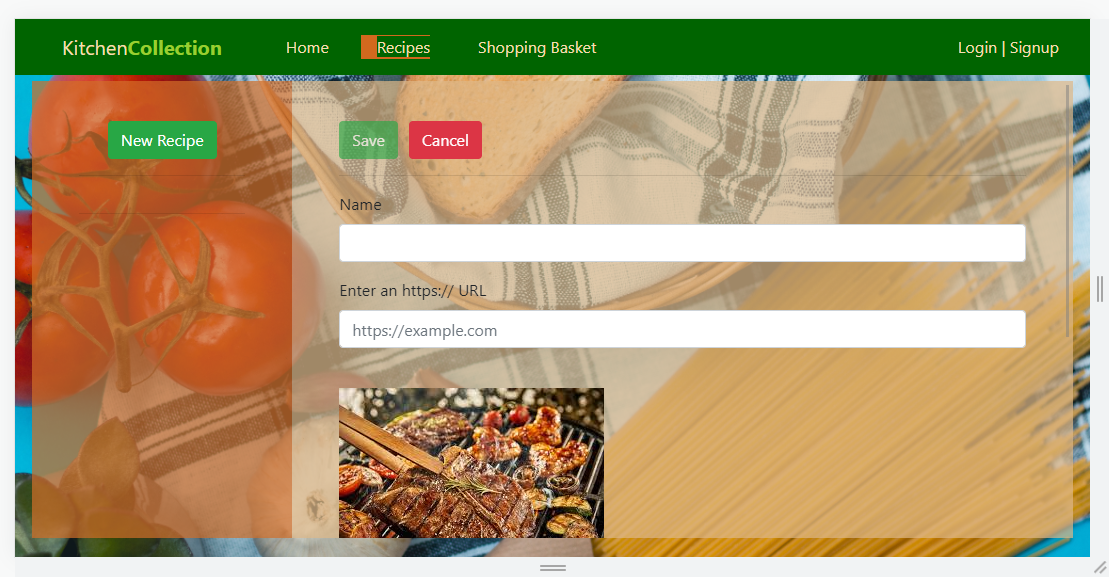 KitchenCollection Home Recipes Shopping Basket Login | Signup
New Recipe Save Cancel
Name
Enter an https:// URL
https://example.com